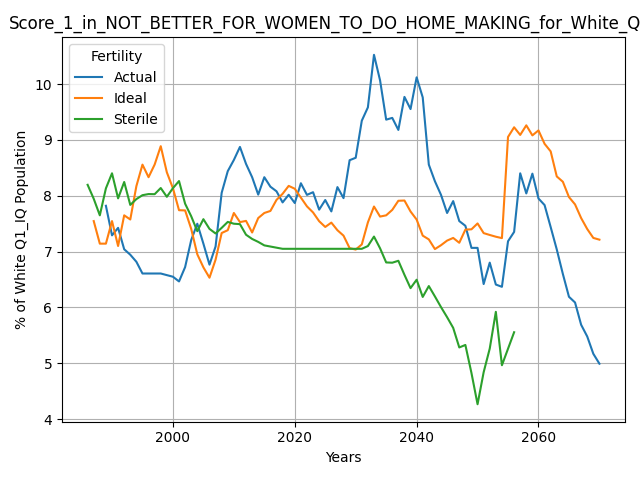 Score_1_in_NOT_BETTER_FOR_WOMEN_TO_DO_HOME_MAKING_for_White_Q
Fertility
Actual
Ideal
Sterile
% of White Q1_IQ Population
10
9
8
7
6
5
4
2000 2020 2040 2060
Years